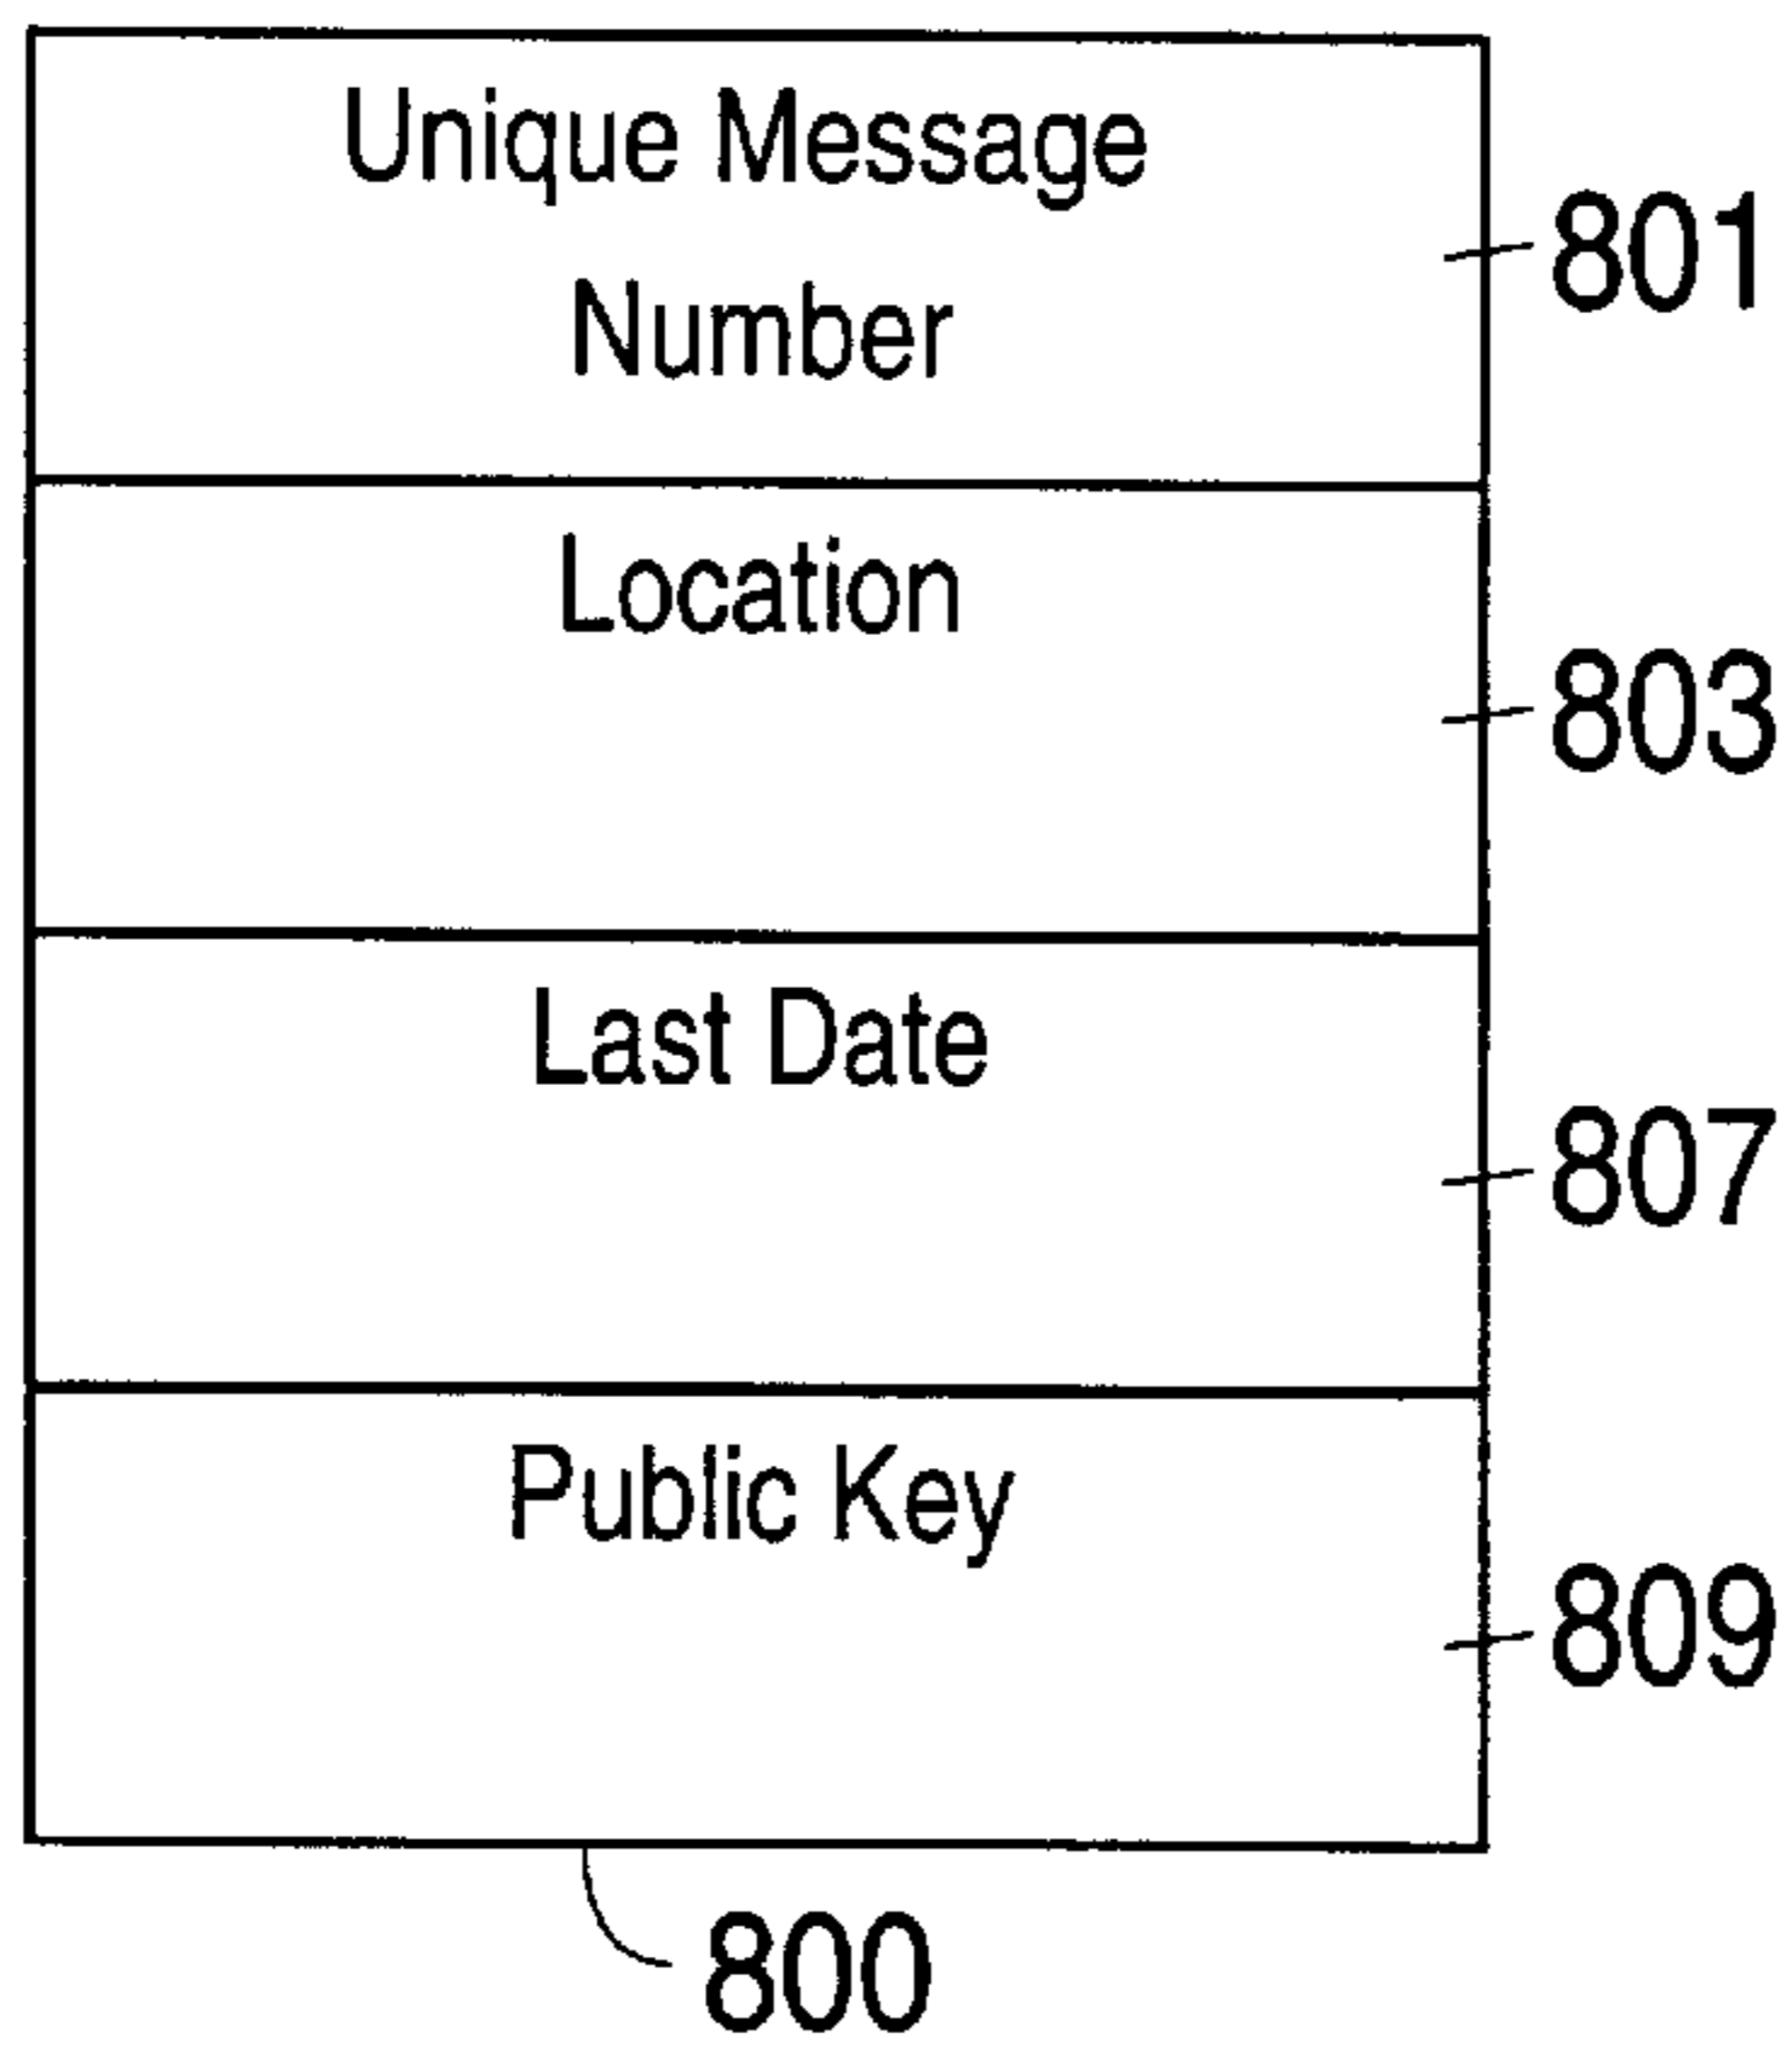 Unique Message
Number
801
Location
803
Last Date
807
Public Key
809
800